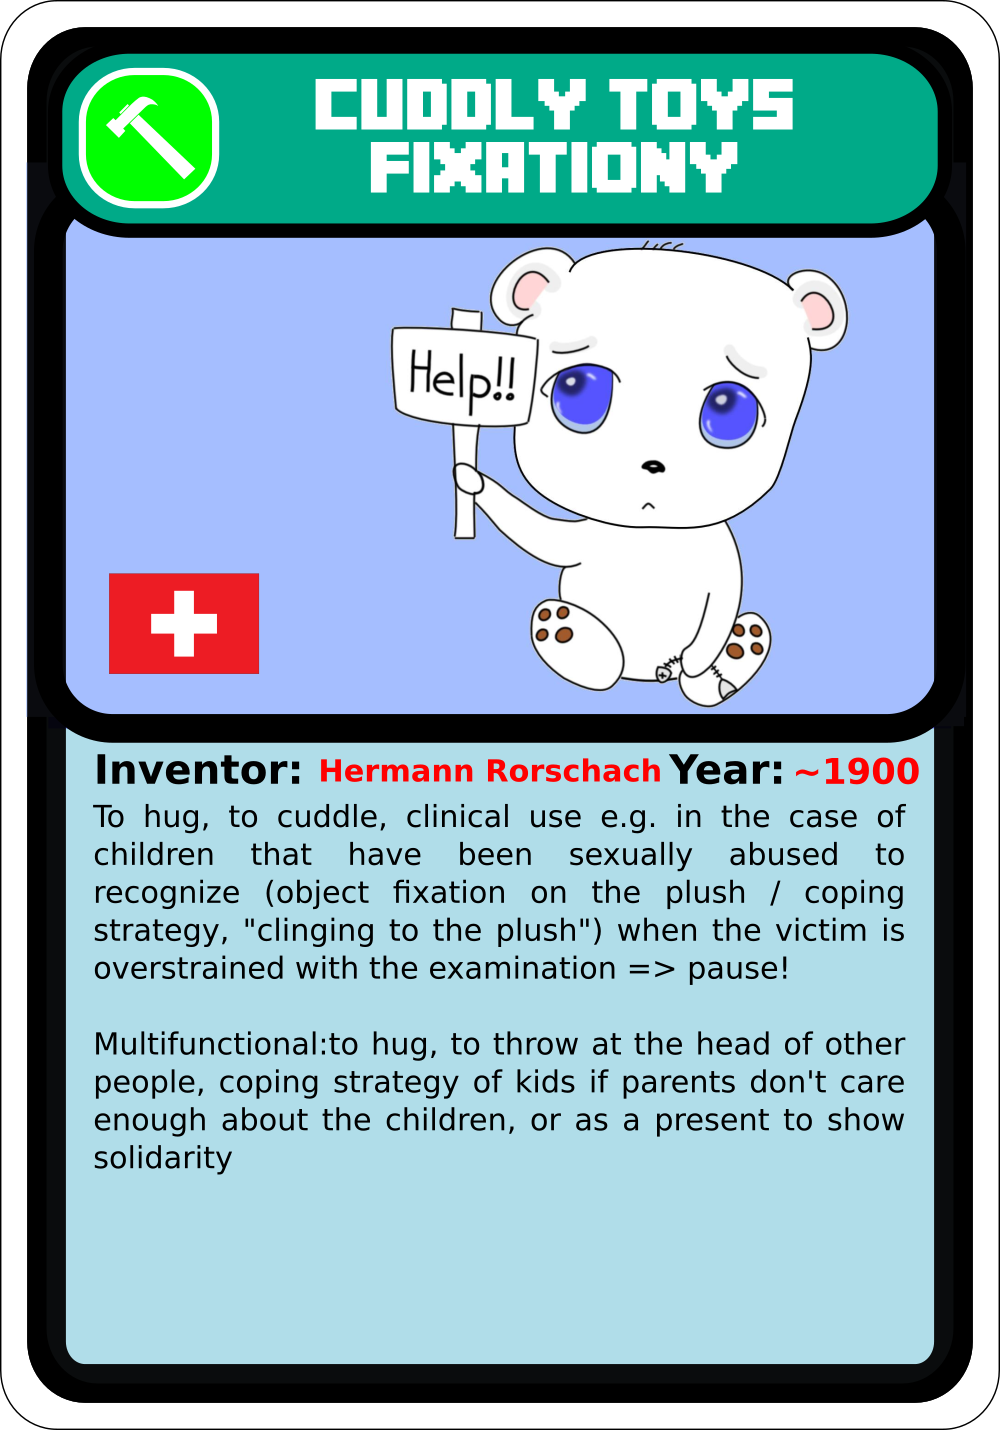 CUDDLY TOYS
FIXATIONY
Help!!
Inventor: Hermann Rorschach Year: ~1900
To hug, to cuddle, clinical use e.g. in the case of
children that have been sexually abused to
recognize (object fixation on the plush / coping
strategy, "clinging to the plush") when the victim is
overstrained with the examination => pause!
Multifunctional:to hug, to throw at the head of other
people, coping strategy of kids if parents don't care
enough about the children, or as a present to show
solidarity